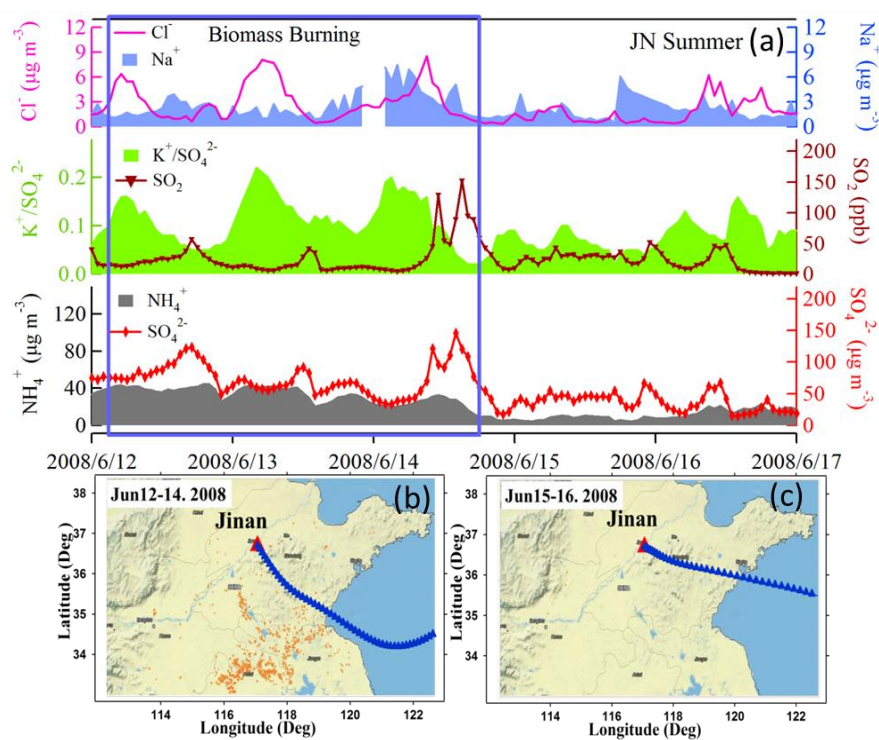 Biomass Burning
JN Summer (a)
Cl⁻ (µg m⁻³)
12
9
6
3
0
Cl⁻
Na⁺
12
9
6
3
0
Na⁺ (µg m⁻³)
K⁺/SO₄²⁻
0.2
0.1
0.0
K⁺/SO₄²⁻
SO₂
200
150
100
50
0
SO₂ (ppb)
NH₄⁺ (µg m⁻³)
120
80
40
0
NH₄⁺
SO₄²⁻
200
150
100
50
0
SO₄²⁻ (µg m⁻³)
2008/6/12 2008/6/13 2008/6/14 2008/6/15 2008/6/16 2008/6/17
Jun12-14. 2008 (b)
Jinan
Latitude (Deg)
38
37
36
35
34
114 116 118 120 122
Longitude (Deg)
Jun15-16. 2008 (c)
Jinan
Latitude (Deg)
38
37
36
35
34
114 116 118 120 122
Longitude (Deg)